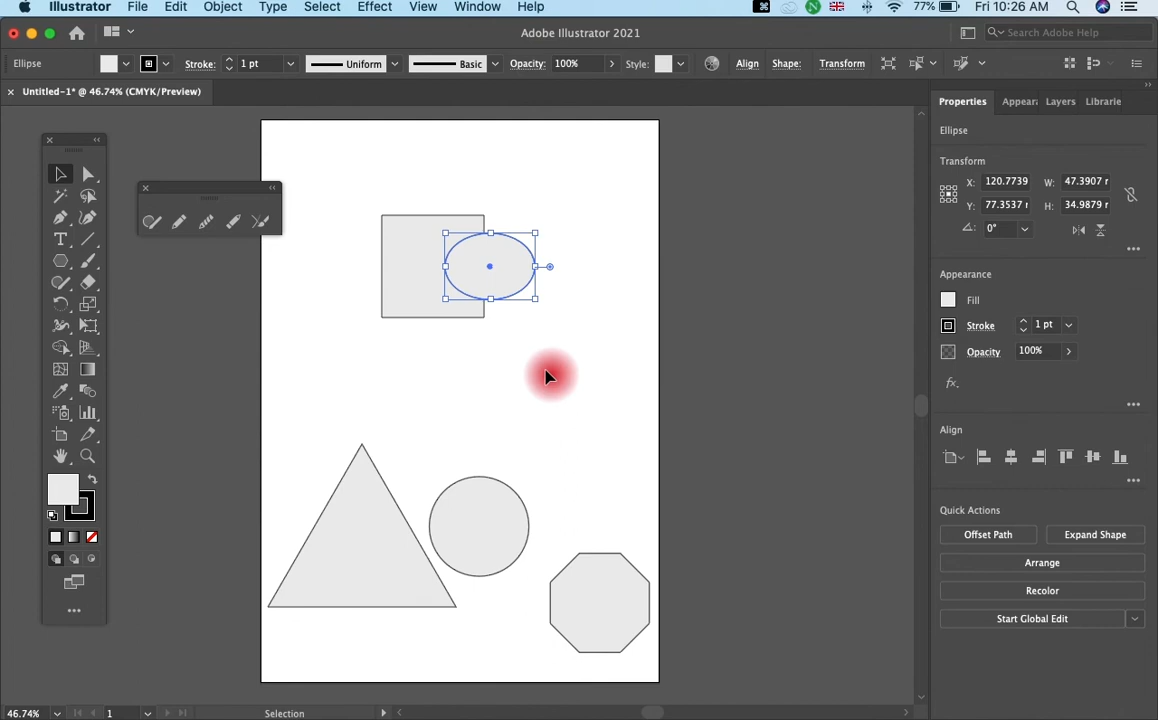 Illustrator File Edit Object Type Select Effect View Window Help 77% Fri 10:26 AM
Adobe Illustrator 2021 Search Adobe Help
Ellipse Stroke: 1 pt Uniform Basic Opacity: 100% Style: Align Shape: Transform
Untitled-1* @ 46.74% (CMYK/Preview)
Properties Appear Layers Librarie
Ellipse
Transform
X: 120.7739 W: 47.3907 r
Y: 77.3537 r H: 34.9879 r
0°
Appearance
Fill
Stroke 1 pt
Opacity 100%
fx.
Align
Quick Actions
Offset Path Expand Shape
Arrange
Recolor
Start Global Edit
46.74% 1 Selection